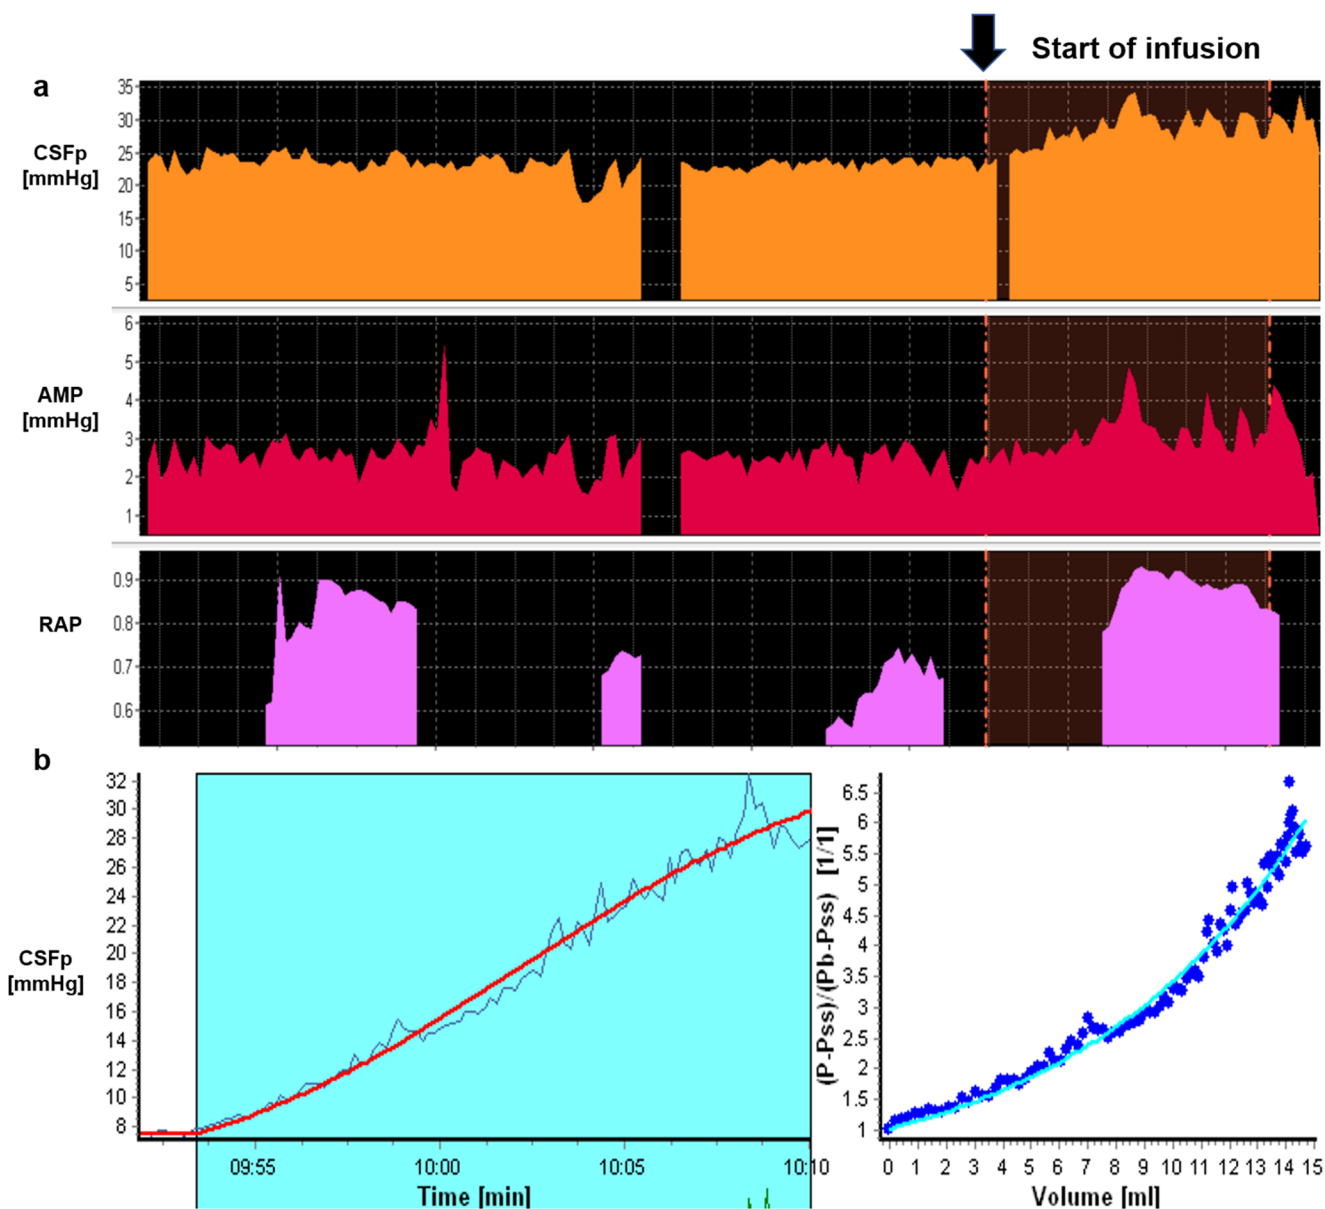 Start of infusion
a
CSFp
[mmHg]
35
30
25
20
15
10
5
AMP
[mmHg]
6
5
4
3
2
1
RAP
0.9
0.8
0.7
0.6
b
CSFp
[mmHg]
32
30
28
26
24
22
20
18
16
14
12
10
8
09:55 10:00 10:05 10:10
Time [min]
(P-Pss)/(Pb-Pss) [1/1]
6.5
6
5.5
5
4.5
4
3.5
3
2.5
2
1.5
1
0 1 2 3 4 5 6 7 8 9 10 11 12 13 14 15
Volume [ml]